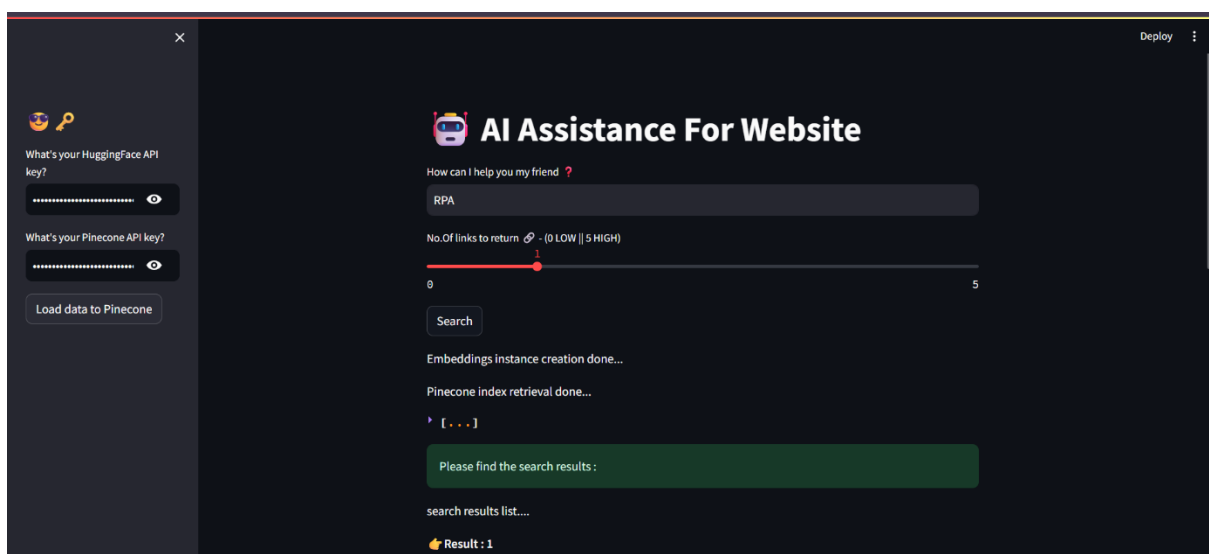 Deploy
What's your HuggingFace API
key?
What's your Pinecone API key?
Load data to Pinecone
AI Assistance For Website
How can I help you my friend ❓
RPA
No.Of links to return 🔗 - (0 LOW || 5 HIGH)
1
0 5
Search
Embeddings instance creation done...
Pinecone index retrieval done...
[...]
Please find the search results :
search results list....
👉 Result : 1